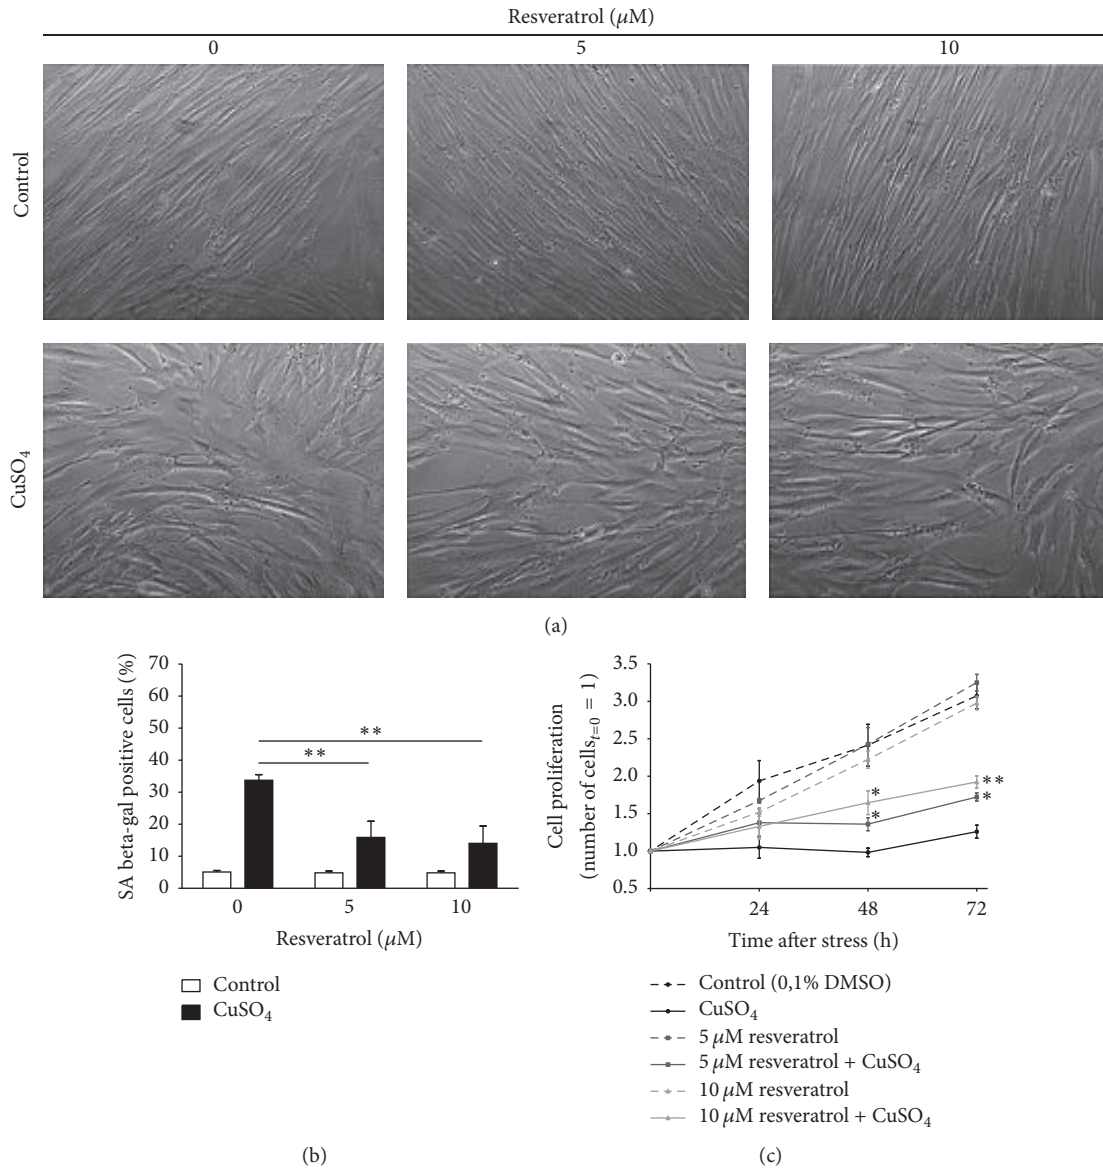 Resveratrol (μM)
0 5 10
Control
CuSO₄
(a)
SA beta-gal positive cells (%)
70
60
50
40
30
20
10
0
**
**
0 5 10
Resveratrol (μM)
Control
CuSO₄
(b)
Cell proliferation
(number of cellsₜ₌₀ = 1)
3.5
3.0
2.5
2.0
1.5
1.0
0.5
*
*
**
*
24 48 72
Time after stress (h)
Control (0,1% DMSO)
CuSO₄
5 μM resveratrol
5 μM resveratrol + CuSO₄
10 μM resveratrol
10 μM resveratrol + CuSO₄
(c)